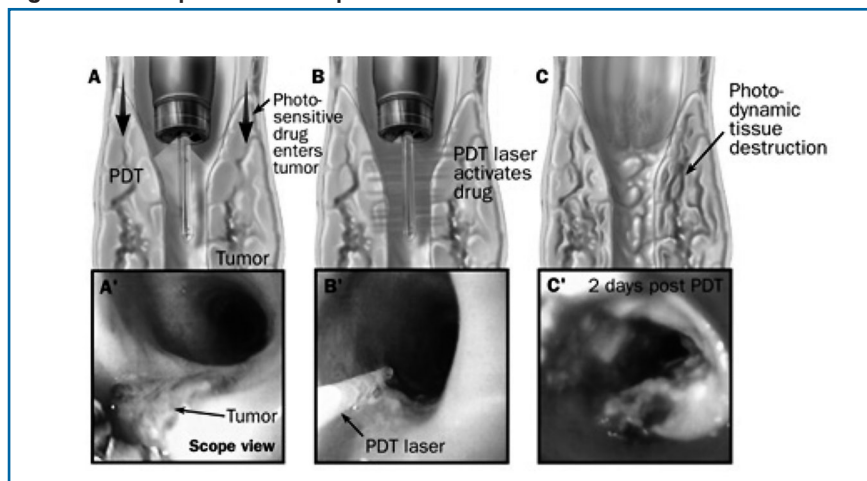 A
Photo-
sensitive
drug
enters
tumor
PDT
Tumor
B
PDT laser
activates
drug
C
Photo-
dynamic
tissue
destruction
A'
Tumor
Scope view
B'
PDT laser
C' 2 days post PDT